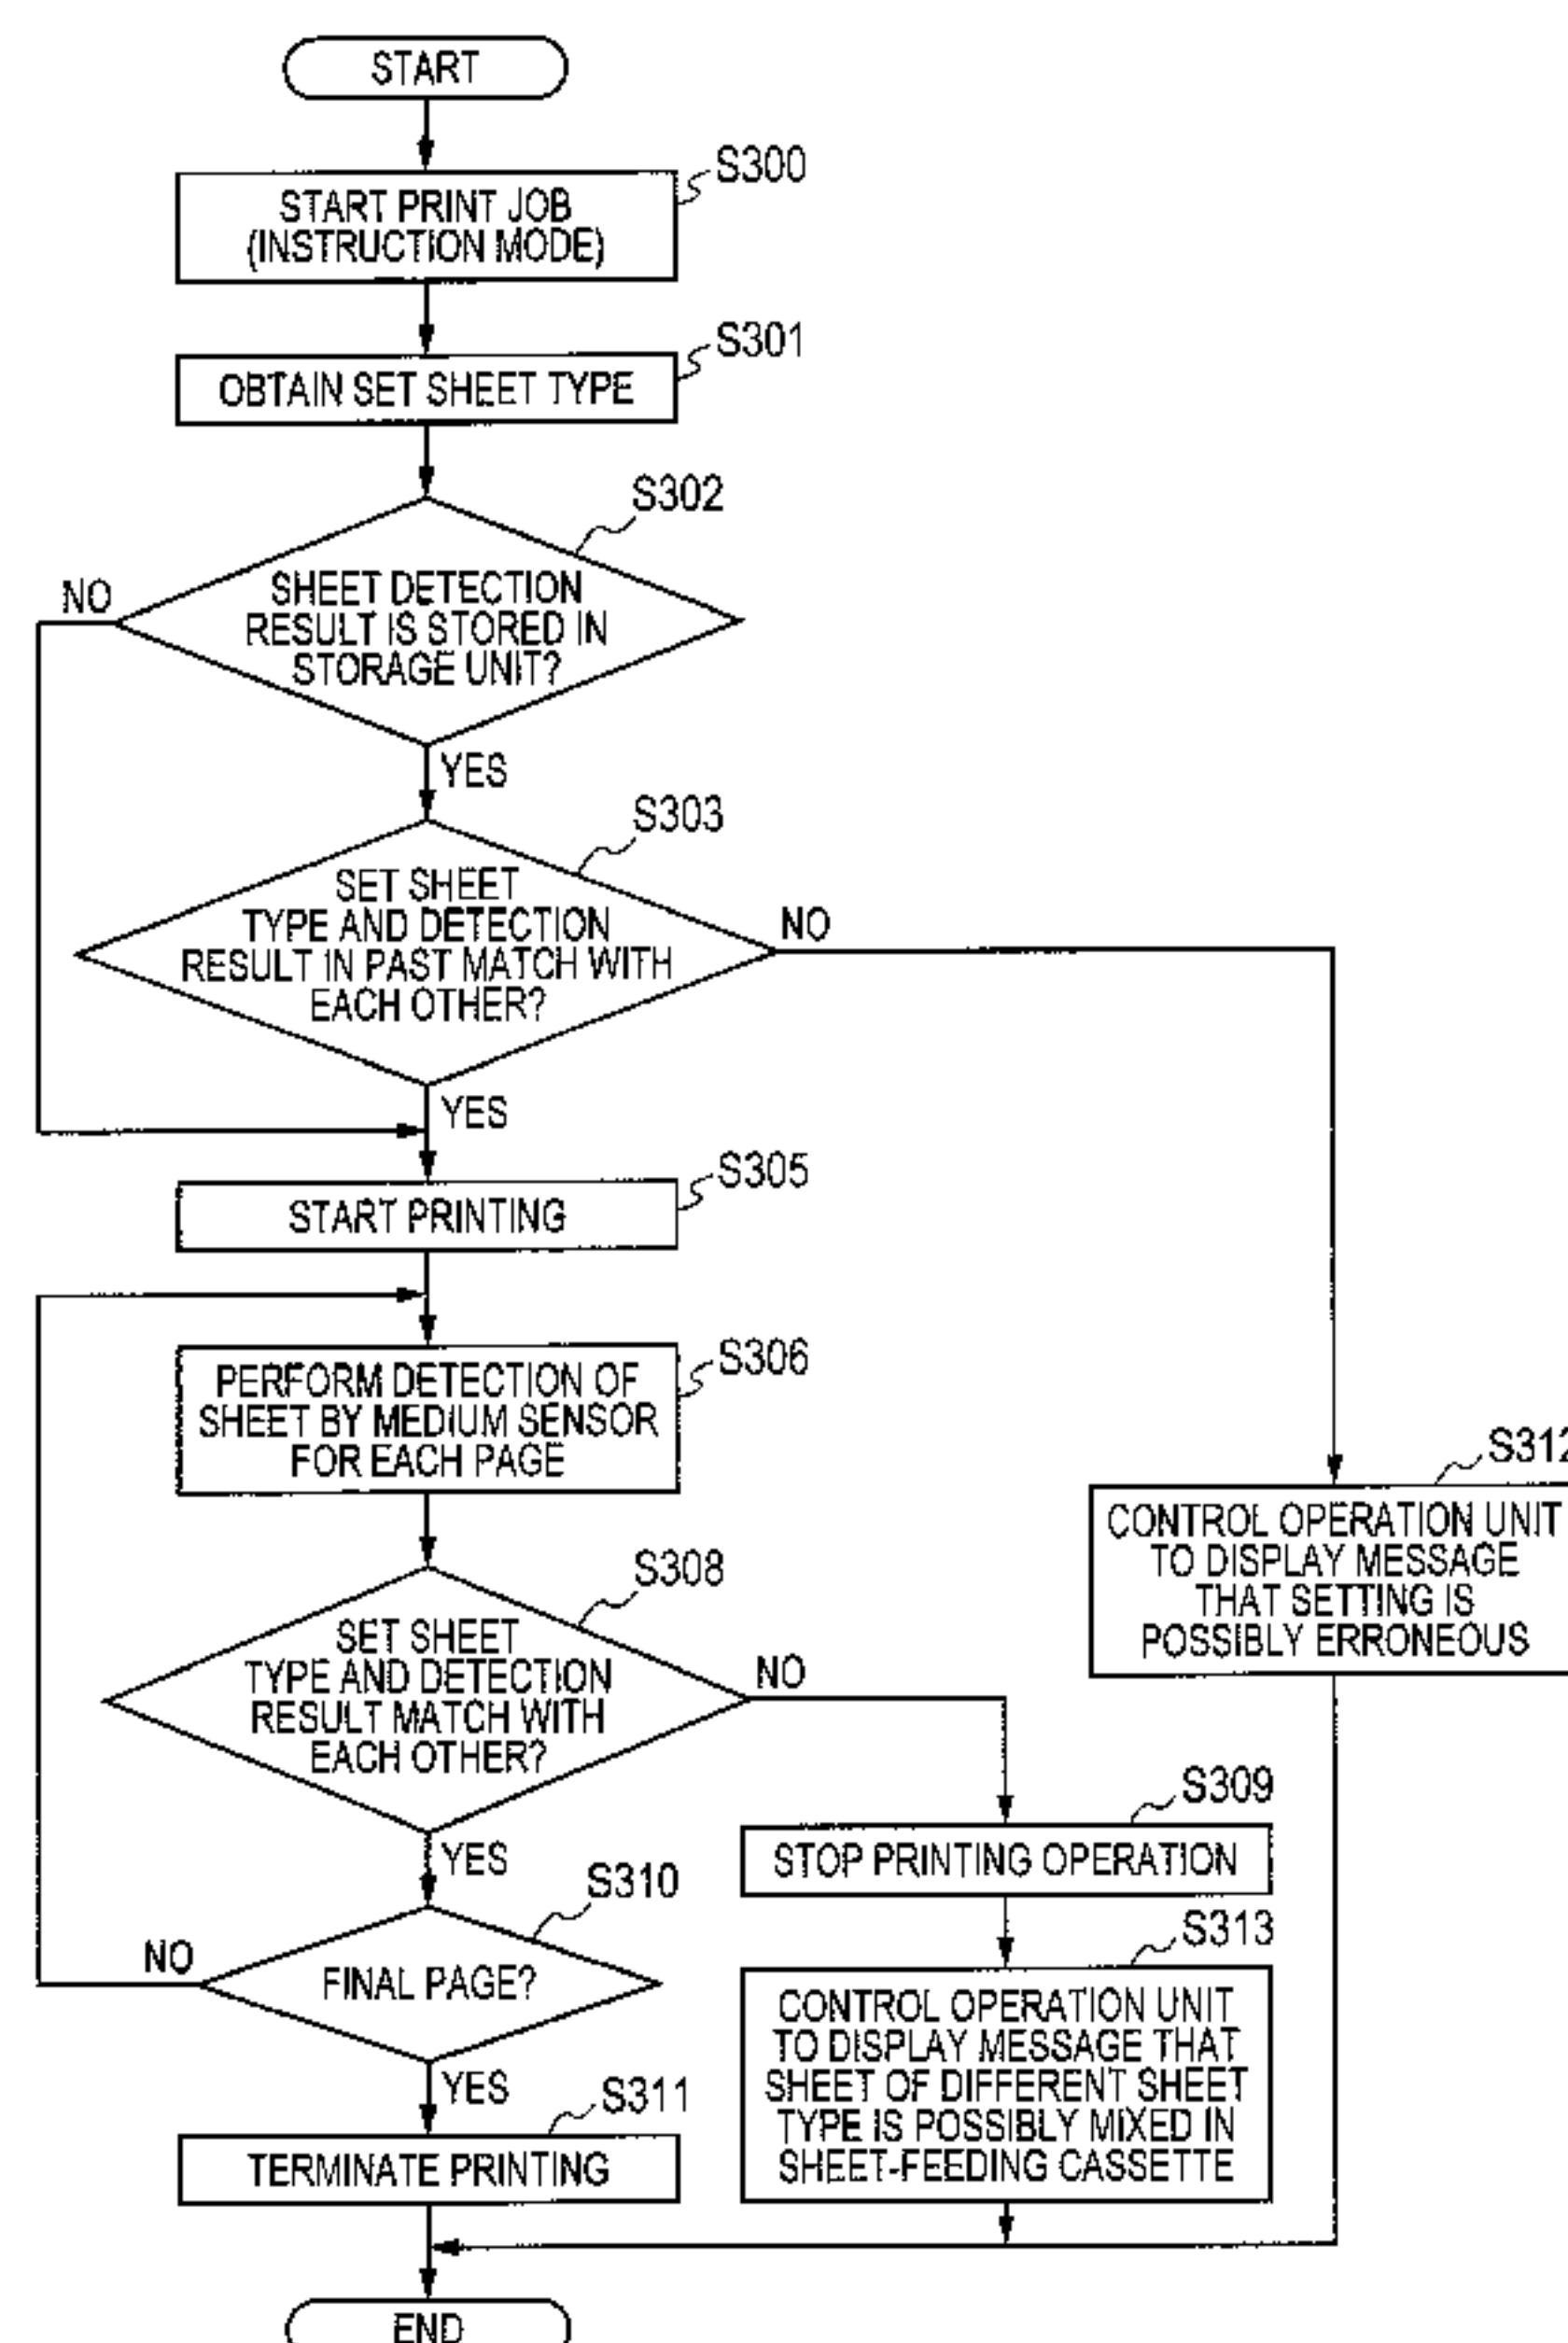 START
S300
START PRINT JOB
(INSTRUCTION MODE)
S301
OBTAIN SET SHEET TYPE
S302
NO
SHEET DETECTION
RESULT IS STORED IN
STORAGE UNIT?
YES
S303
SET SHEET
TYPE AND DETECTION
RESULT IN PAST MATCH WITH
EACH OTHER?
NO
YES
S305
START PRINTING
S306
PERFORM DETECTION OF
SHEET BY MEDIUM SENSOR
FOR EACH PAGE
S312
CONTROL OPERATION UNIT
TO DISPLAY MESSAGE
THAT SETTING IS
POSSIBLY ERRONEOUS
S308
SET SHEET
TYPE AND DETECTION
RESULT MATCH WITH
EACH OTHER?
NO
YES
S309
STOP PRINTING OPERATION
S310
NO
FINAL PAGE?
YES
S313
CONTROL OPERATION UNIT
TO DISPLAY MESSAGE THAT
SHEET OF DIFFERENT SHEET
TYPE IS POSSIBLY MIXED IN
SHEET-FEEDING CASSETTE
S311
TERMINATE PRINTING
END